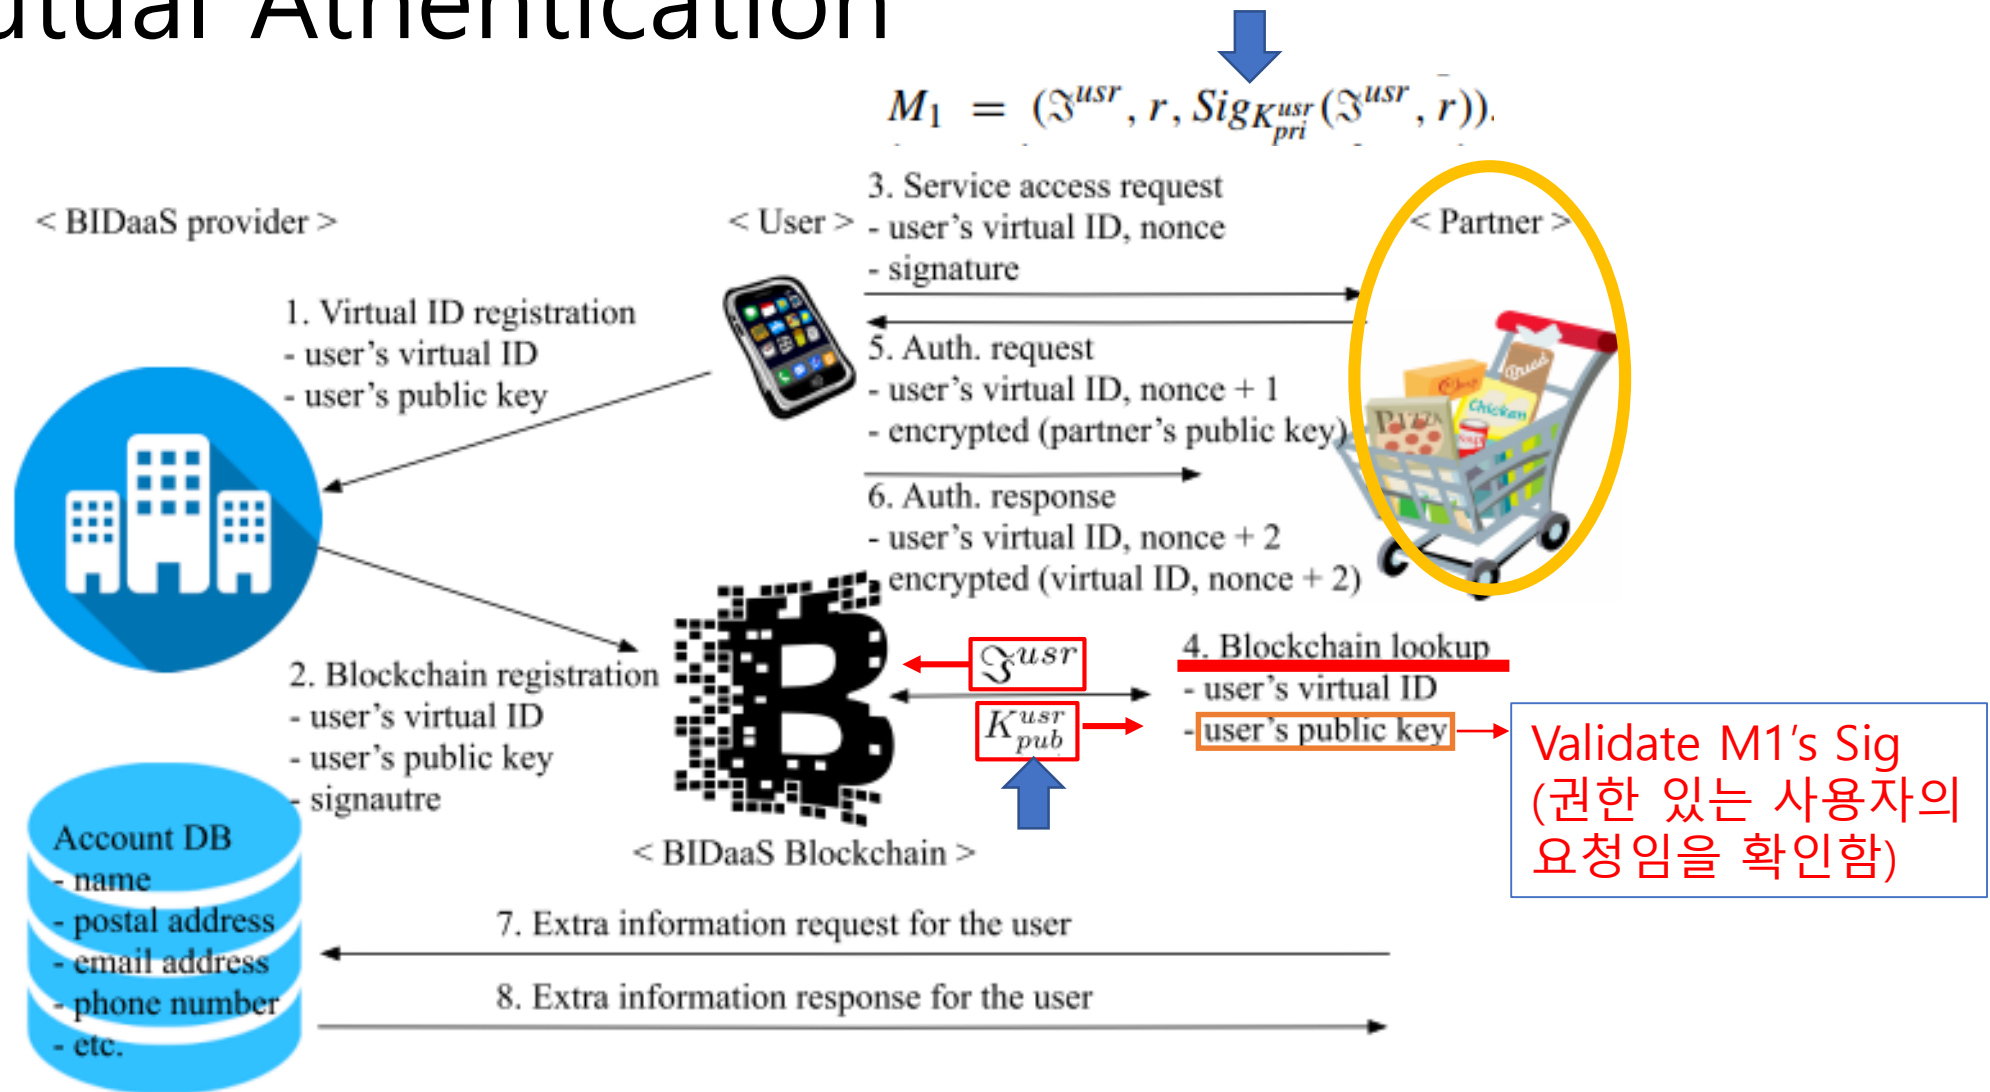 utual Athentication
M₁ = (ℑ^usr, r, Sig_{K^usr_pri}(ℑ^usr, r)).
3. Service access request
- user's virtual ID, nonce
- signature
< BIDaaS provider >
< User >
< Partner >
1. Virtual ID registration
- user's virtual ID
- user's public key
5. Auth. request
- user's virtual ID, nonce + 1
- encrypted (partner's public key)
6. Auth. response
- user's virtual ID, nonce + 2
- encrypted (virtual ID, nonce + 2)
PIZZA
Chicken
Bread
2. Blockchain registration
- user's virtual ID
- user's public key
- signautre
ℑ^usr
K^usr_pub
4. Blockchain lookup
- user's virtual ID
- user's public key
Validate M1's Sig
(권한 있는 사용자의
요청임을 확인함)
< BIDaaS Blockchain >
Account DB
- name
- postal address
- email address
- phone number
- etc.
7. Extra information request for the user
8. Extra information response for the user